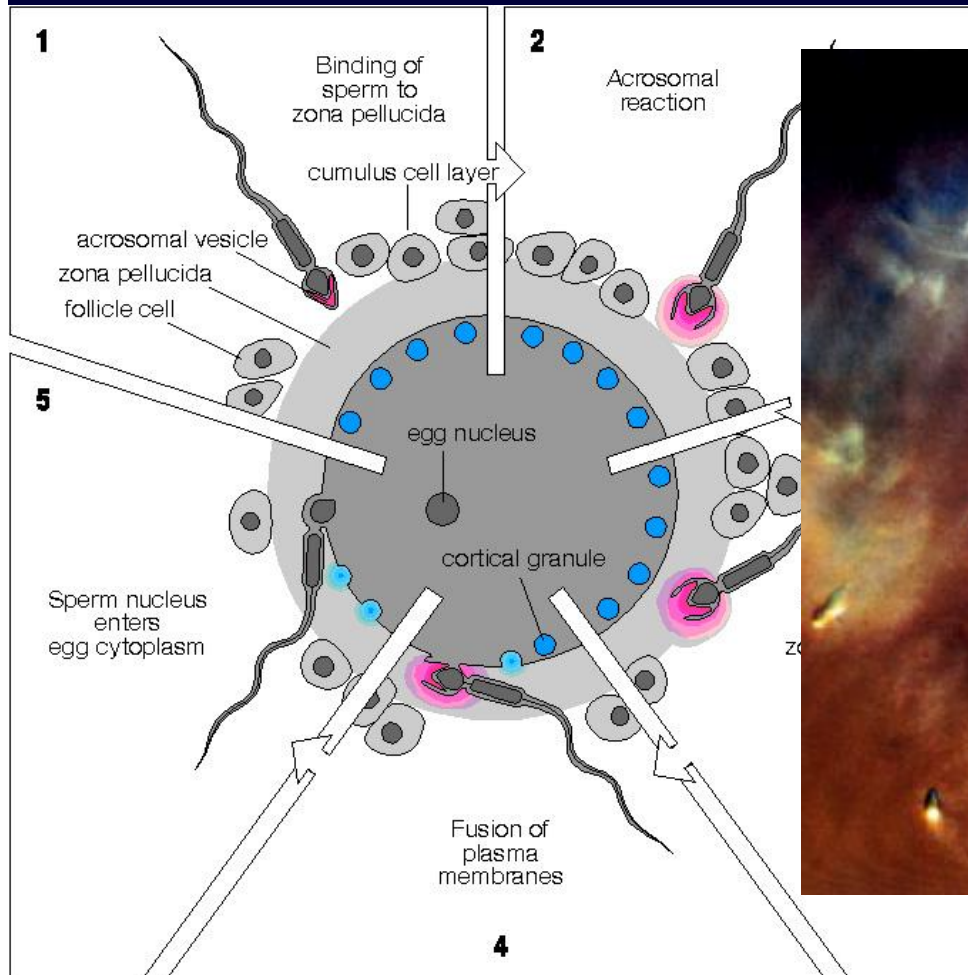 1
Binding of
sperm to
zona pellucida
2
Acrosomal
reaction
cumulus cell layer
acrosomal vesicle
zona pellucida
follicle cell
5
egg nucleus
cortical granule
Sperm nucleus
enters
egg cytoplasm
Fusion of
plasma
membranes
4